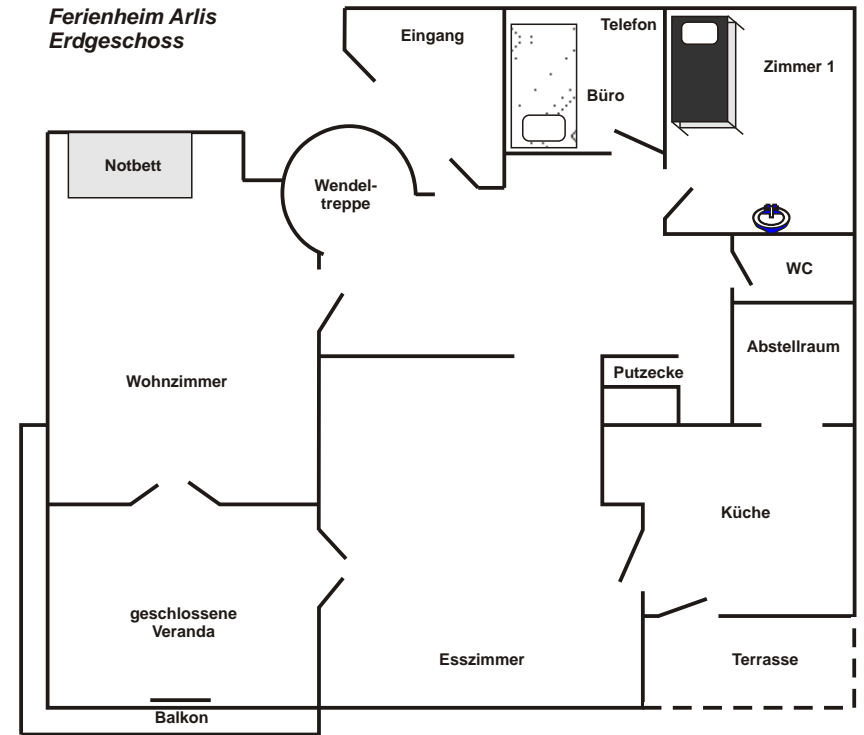 Ferienheim Arlis
Erdgeschoss
Eingang
Telefon
Büro
Zimmer 1
Notbett
Wendel-
treppe
WC
Abstellraum
Putzecke
Wohnzimmer
Küche
geschlossene
Veranda
Esszimmer
Terrasse
Balkon